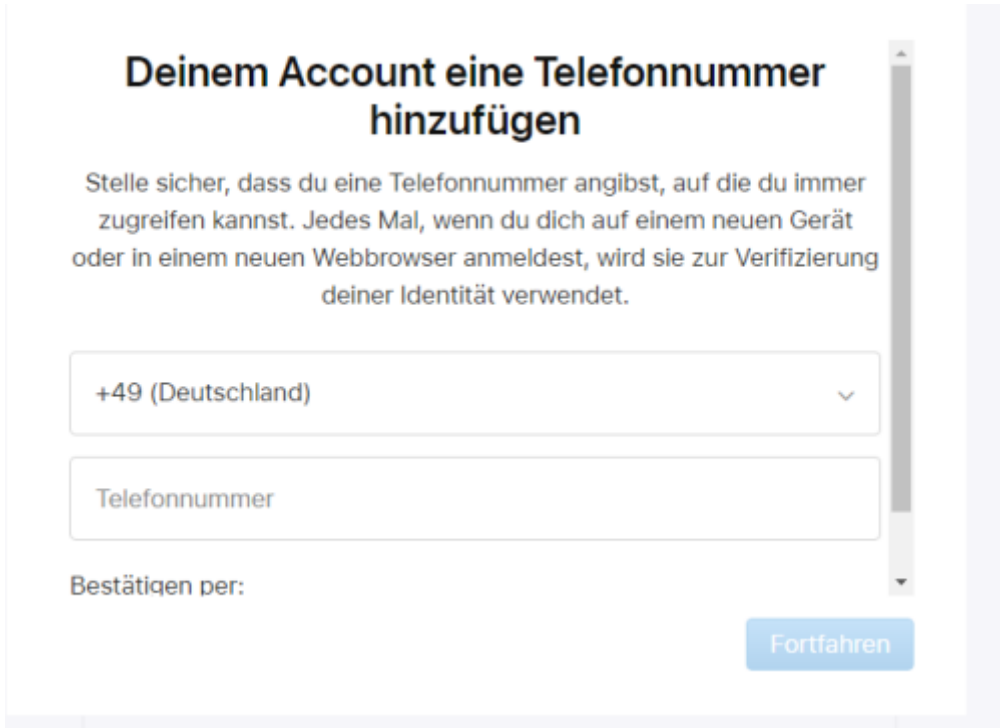 Deinem Account eine Telefonnummer
hinzufügen
Stelle sicher, dass du eine Telefonnummer angibst, auf die du immer
zugreifen kannst. Jedes Mal, wenn du dich auf einem neuen Gerät
oder in einem neuen Webbrowser anmeldest, wird sie zur Verifizierung
deiner Identität verwendet.
+49 (Deutschland)
Telefonnummer
Bestätigen per:
Fortfahren